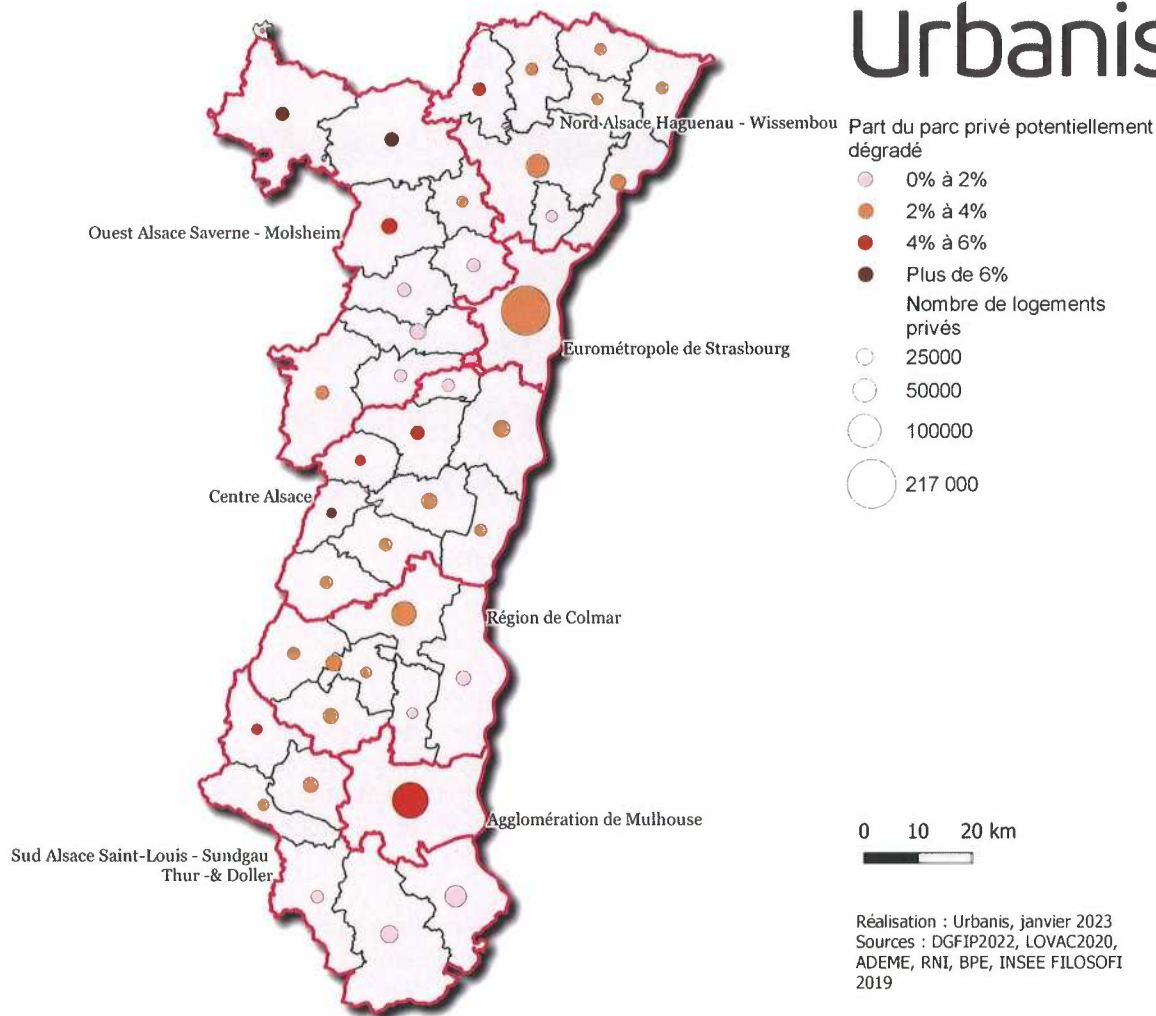 Urbanis
Nord Alsace Haguenau - Wissembou
Part du parc privé potentiellement
dégradé
0% à 2%
2% à 4%
4% à 6%
Plus de 6%
Nombre de logements
privés
25000
50000
100000
217 000
Ouest Alsace Saverne - Molsheim
Eurométropole de Strasbourg
Centre Alsace
Région de Colmar
Agglomération de Mulhouse
Sud Alsace Saint-Louis - Sundgau
Thur -& Doller
0 10 20 km
Réalisation : Urbanis, janvier 2023
Sources : DGFIP2022, LOVAC2020,
ADEME, RNI, BPE, INSEE FILOSOFI
2019